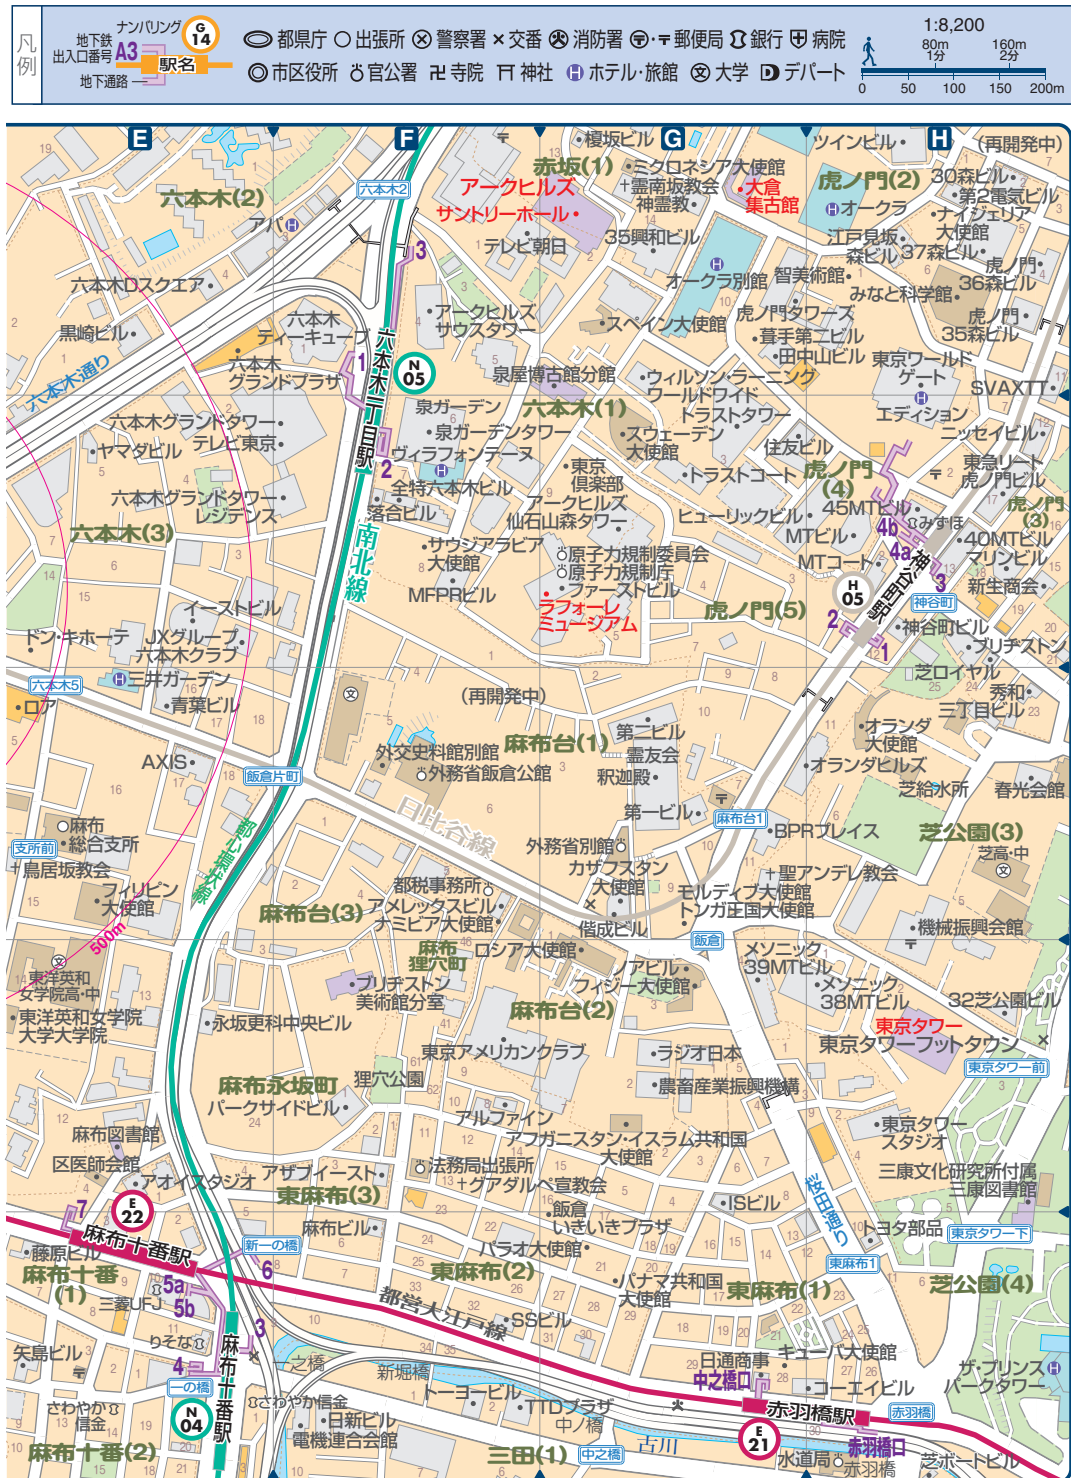 凡例
ナンバリング
G
14
地下鉄
出入口番号
A3
駅名
地下通路
都県庁
出張所
警察署
交番
消防署
郵便局
銀行
病院
市区役所
官公署
寺院
神社
ホテル・旅館
大学
デパート
1:8,200
80m
1分
160m
2分
0
50
100
150
200m
E
F
G
H
六本木2
六本木(2)
アパ
アークヒルズ
サントリーホール
赤坂(1)
榎坂ビル
ミクロネシア大使館
霊南坂教会
神霊教
大倉
集古館
ツインビル
虎ノ門(2)
オークラ
(再開発中)
30森ビル
第2電気ビル
ナイジェリア
大使館
テレビ朝日
35興和ビル
江戸見坂
森ビル
37森ビル
虎ノ門
36森ビル
六本木Dスクエア
オークラ別館
智美術館
みなと科学館
虎ノ門
35森ビル
黒崎ビル
六本木
ティーキューブ
アークヒルズ
サウスタワー
スペイン大使館
虎ノ門タワーズ
葺手第二ビル
田中山ビル
六本木通り
六本木
グランドプラザ
六本木一丁目駅
N
05
3
1
2
泉屋博古館分館
ウィルソン・ラーニング
ワールドワイド
トラストタワー
東京ワールド
ゲート
エディション
SVAXTT
六本木グランドタワー
テレビ東京
ヤマダビル
泉ガーデン
泉ガーデンタワー
ヴィラフォンテーヌ
六本木(1)
スウェーデン
大使館
住友ビル
ニッセイビル
六本木グランドタワー
レジデンス
全特六本木ビル
落合ビル
東京
倶楽部
アークヒルズ
仙石山森タワー
トラストコート
虎ノ門
(4)
東急リート
虎ノ門ビル
虎ノ門
(3)
六本木(3)
南北線
サウジアラビア
大使館
ヒューリックビル
45MTビル
MTビル
みずほ
40MTビル
マリンビル
MTコート
原子力規制委員会
原子力規制庁
ファーストビル
4b
4a
3
神谷町駅
H
05
2
1
神谷町
新生商会
MFPRビル
ラフォーレ
ミュージアム
虎ノ門(5)
神谷町ビル
ブリヂストン
イーストビル
ドン・キホーテ
JXグループ
六本木クラブ
三井ガーデン
六本木5
ロア
青葉ビル
(再開発中)
芝ロイヤル
秀和
三丁目ビル
AXIS
飯倉片町
外交史料館別館
外務省飯倉公館
麻布台(1)
第二ビル
霊友会
釈迦殿
第一ビル
オランダ
大使館
オランダヒルズ
芝給水所
春光会館
日比谷線
麻布台1
BPRプレイス
芝公園(3)
芝高・中
麻布
総合支所
支所前
鳥居坂教会
都心環状線
外務省別館
カザフスタン
大使館
聖アンデレ教会
フィリピン
大使館
都税事務所
アメレックスビル
ナミビア大使館
モルディブ大使館
トンガ王国大使館
麻布台(3)
500m
偕成ビル
飯倉
機械振興会館
麻布
狸穴町
ロシア大使館
メソニック
39MTビル
メソニック
38MTビル
東洋英和
女学院高・中
ブリヂストン
美術館分室
ノアビル
フィジー大使館
32芝公園ビル
東洋英和女学院
大学大学院
永坂更科中央ビル
麻布台(2)
東京タワー
東京タワーフットタウン
東京アメリカンクラブ
ラジオ日本
東京タワー前
麻布永坂町
狸穴公園
農畜産業振興機構
パークサイドビル
アルファイン
東京タワー
スタジオ
麻布図書館
アフガニスタン・イスラム共和国
大使館
区医師会館
アオイスタジオ
アザブイースト
法務局出張所
グアダルペ宣教会
三康文化研究所付属
三康図書館
7
E
22
東麻布(3)
ISビル
飯倉
いきいきプラザ
桜田通り
トヨタ部品
東京タワー下
麻布十番駅
藤原ビル
新一の橋
麻布ビル
パラオ大使館
東麻布1
麻布十番
(1)
三菱UFJ
5a
5b
6
東麻布(2)
パナマ共和国
大使館
東麻布(1)
芝公園(4)
都営大江戸線
SSビル
りそな
3
矢島ビル
4
一之橋
新堀橋
日通商事
中之橋口
キューバ大使館
ザ・プリンス
パークタワー
一の橋
麻布十番駅
N
04
さわやか
信金
さわやか信金
日新ビル
電機連合会館
トーヨービル
TTDプラザ
中ノ橋
コーエイビル
赤羽橋駅
赤羽橋
E
21
赤羽橋口
麻布十番(2)
三田(1)
中之橋
古川
水道局
赤羽橋
芝ボートビル